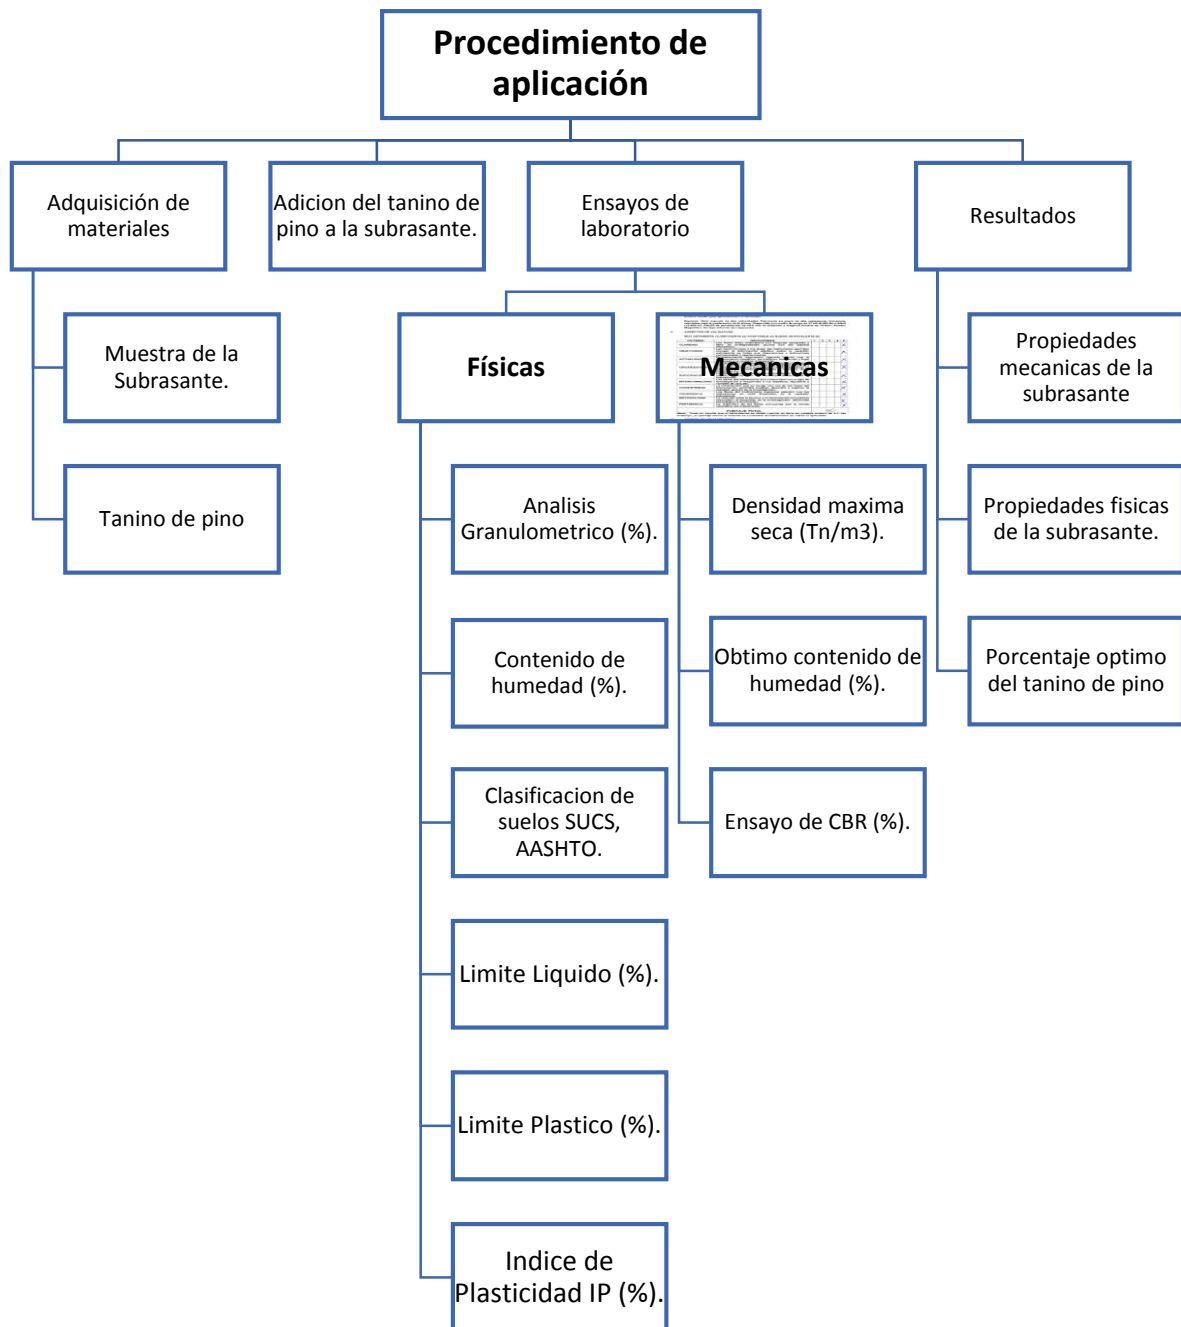 Procedimiento de
aplicación
Adquisición de
materiales
Adicion del tanino de
pino a la subrasante.
Ensayos de
laboratorio
Resultados
Muestra de la
Subrasante.
Tanino de pino
Físicas
Mecanicas
Analisis
Granulometrico (%).
Contenido de
humedad (%).
Clasificacion de
suelos SUCS,
AASHTO.
Limite Liquido (%).
Limite Plastico (%).
Indice de
Plasticidad IP (%).
Densidad maxima
seca (Tn/m3).
Obtimo contenido de
humedad (%).
Ensayo de CBR (%).
Propiedades
mecanicas de la
subrasante
Propiedades fisicas
de la subrasante.
Porcentaje optimo
del tanino de pino